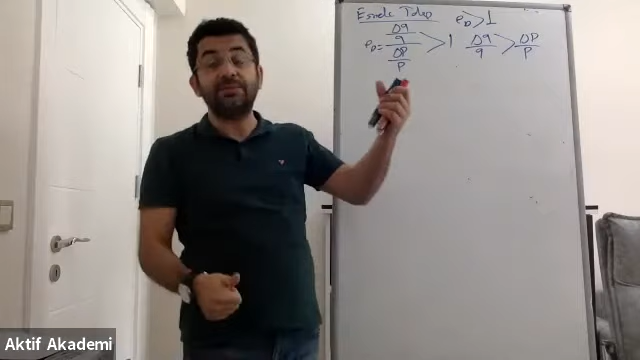 Esnek Talep
e_D > 1
e_D = Δq/q / ΔP/P > 1
Δq/q > ΔP/P
Aktif Akademi